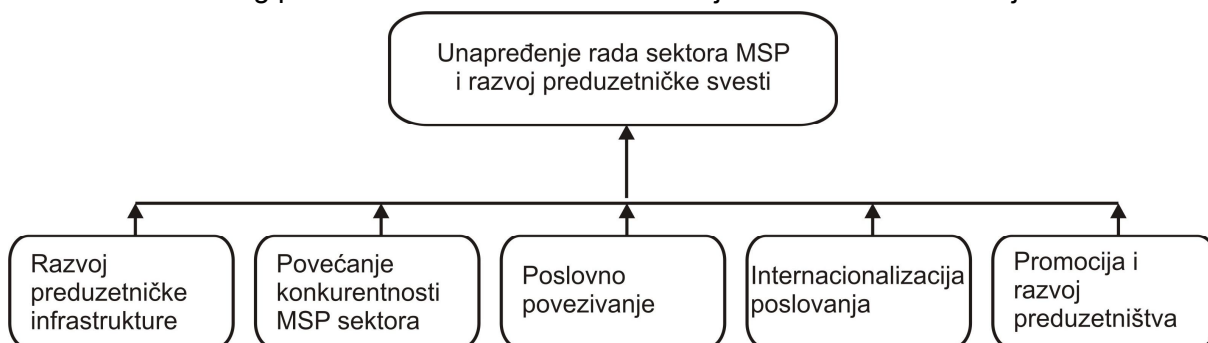 Unapređenje rada sektora MSP
i razvoj preduzetničke svesti
Razvoj
preduzetničke
infrastrukture
Povećanje
konkurentnosti
MSP sektora
Poslovno
povezivanje
Internacionalizacija
poslovanja
Promocija i
razvoj
preduzetništva